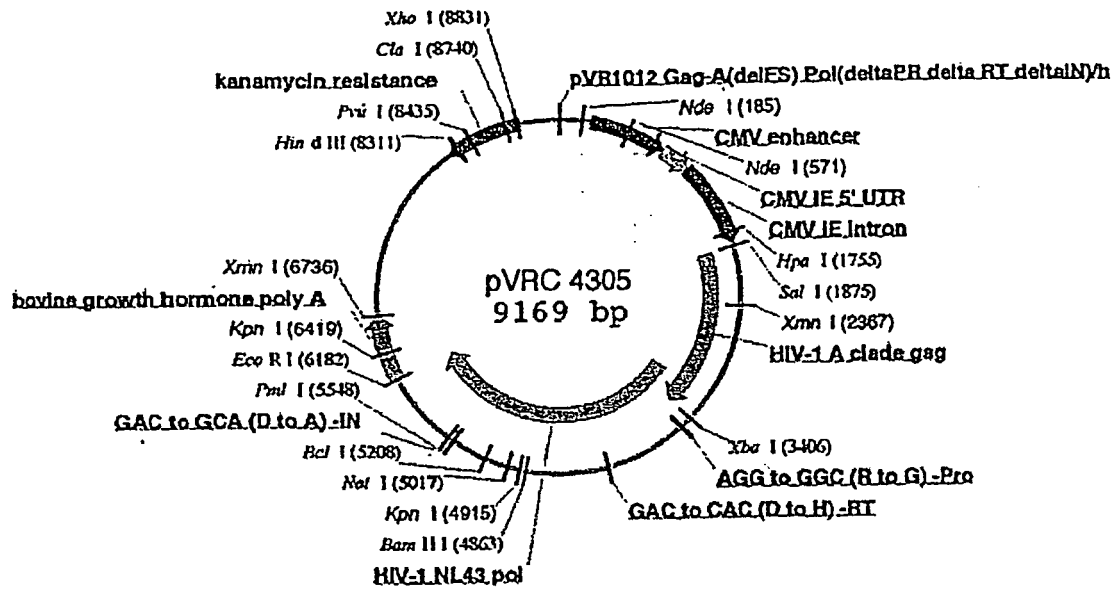 Xho I (8831)
Cla I (8740)
kanamycin resistance
Pvu I (8435)
Hin d III (8311)
pVR1012 Gag-A(delFS) Pol(deltaPR delta RT deltaIN)/h
Nde I (185)
CMV enhancer
Nde I (571)
CMV IE 5' UTR
CMV IE Intron
Hpa I (1755)
Sal I (1875)
Xmn I (2367)
HIV-1 A clade gag
Xba I (3406)
AGG to GGC (R to G) -Pro
GAC to CAC (D to H) -RT
pVRC 4305
9169 bp
Xmn I (6736)
bovine growth hormone poly A
Kpn I (6419)
Eco R I (6182)
Pml I (5548)
GAC to GCA (D to A) -IN
Bcl I (5208)
Not I (5017)
Kpn I (4915)
Bam H I (4863)
HIV-1 NL43 pol